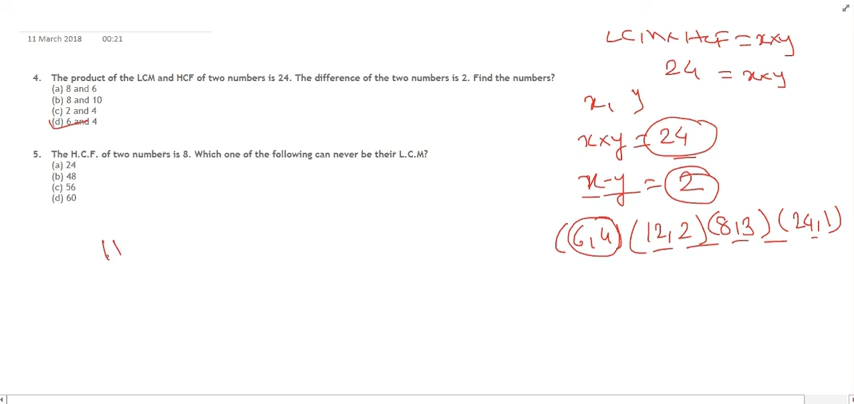 11 March 2018 00:21
4. The product of the LCM and HCF of two numbers is 24. The difference of the two numbers is 2. Find the numbers?
(a) 8 and 6
(b) 8 and 10
(c) 2 and 4
(d) 6 and 4
5. The H.C.F. of two numbers is 8. Which one of the following can never be their L.C.M?
(a) 24
(b) 48
(c) 56
(d) 60
LCM x HCF = x×y
24 = x×y
x, y
x×y = 24
x-y = 2
(6,4) (12,2) (8,3) (24,1)